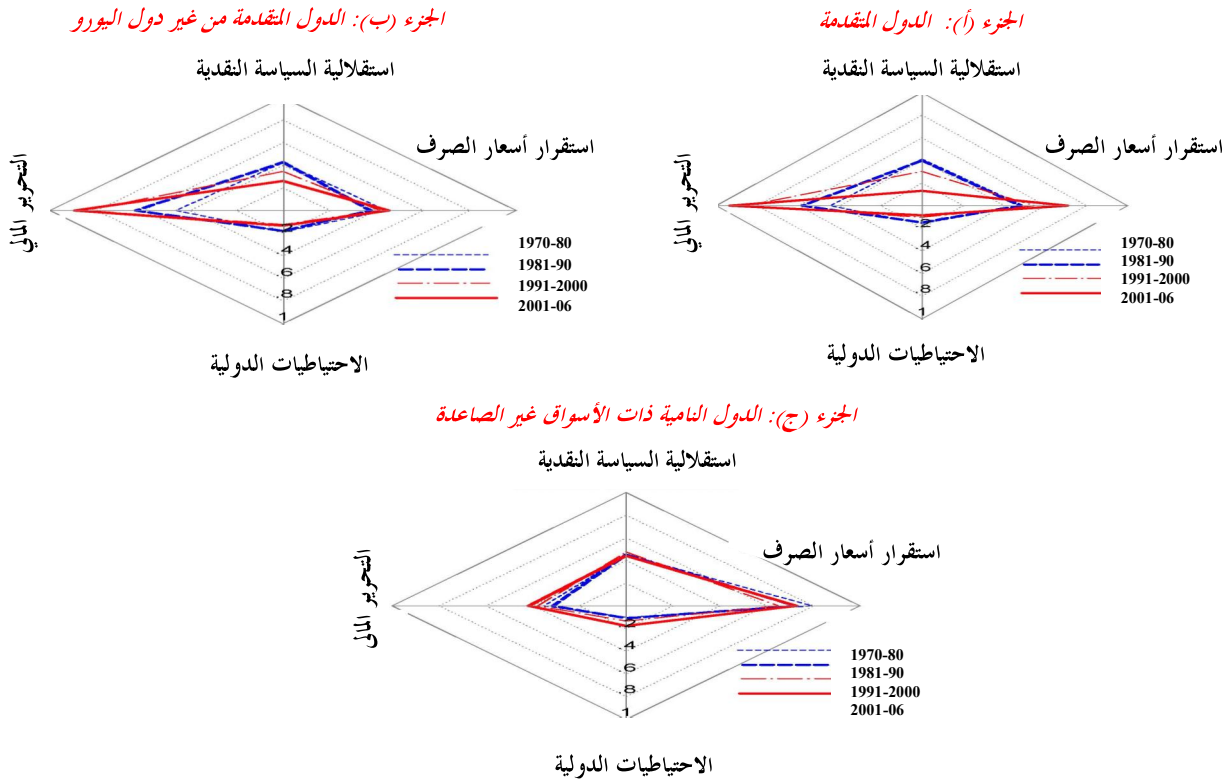 الجزء (أ): الدول المتقدمة
استقلالية السياسة النقدية
استقرار أسعار الصرف
التحرير المالي
.2
.4
.6
.8
1
1970-80
1981-90
1991-2000
2001-06
الاحتياطيات الدولية
الجزء (ب): الدول المتقدمة من غير دول اليورو
استقلالية السياسة النقدية
استقرار أسعار الصرف
التحرير المالي
.2
.4
.6
.8
1
1970-80
1981-90
1991-2000
2001-06
الاحتياطيات الدولية
الجزء (ج): الدول النامية ذات الأسواق غير الصاعدة
استقلالية السياسة النقدية
استقرار أسعار الصرف
التحرير المالي
.2
.4
.6
.8
1
1970-80
1981-90
1991-2000
2001-06
الاحتياطيات الدولية